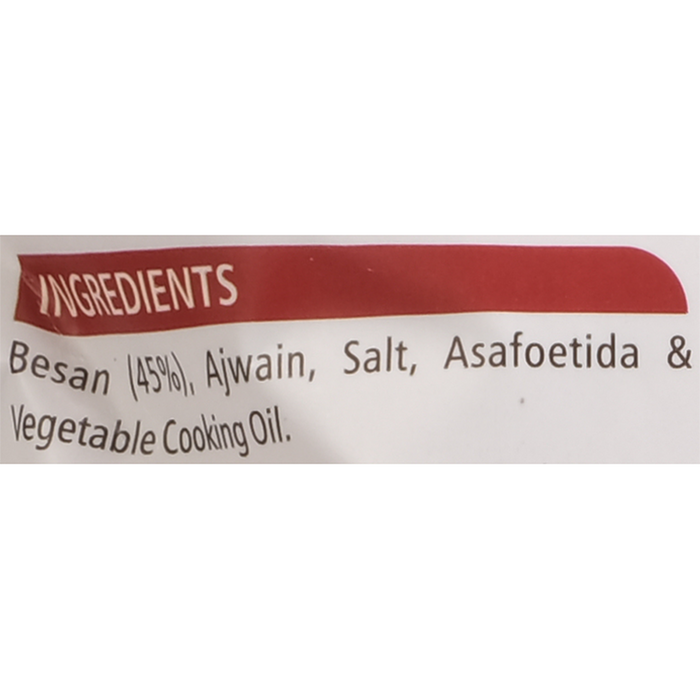 INGREDIENTS
Besan (45%), Ajwain, Salt, Asafoetida &
Vegetable Cooking Oil.